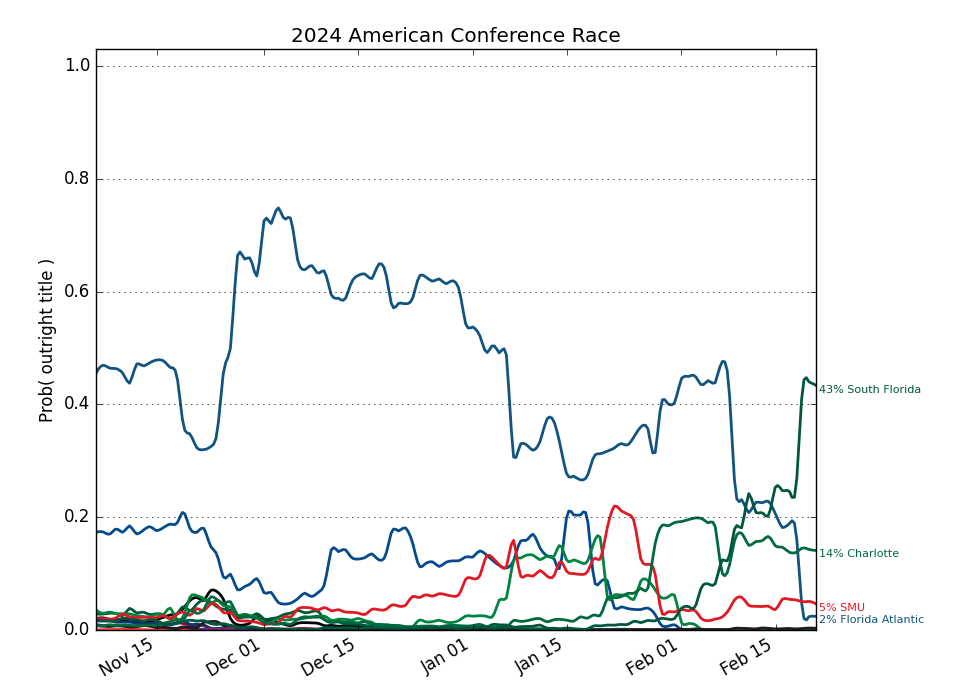 2024 American Conference Race
Prob( outright title )
1.0
0.8
0.6
0.4
0.2
0.0
43% South Florida
14% Charlotte
5% SMU
2% Florida Atlantic
Nov 15
Dec 01
Dec 15
Jan 01
Jan 15
Feb 01
Feb 15